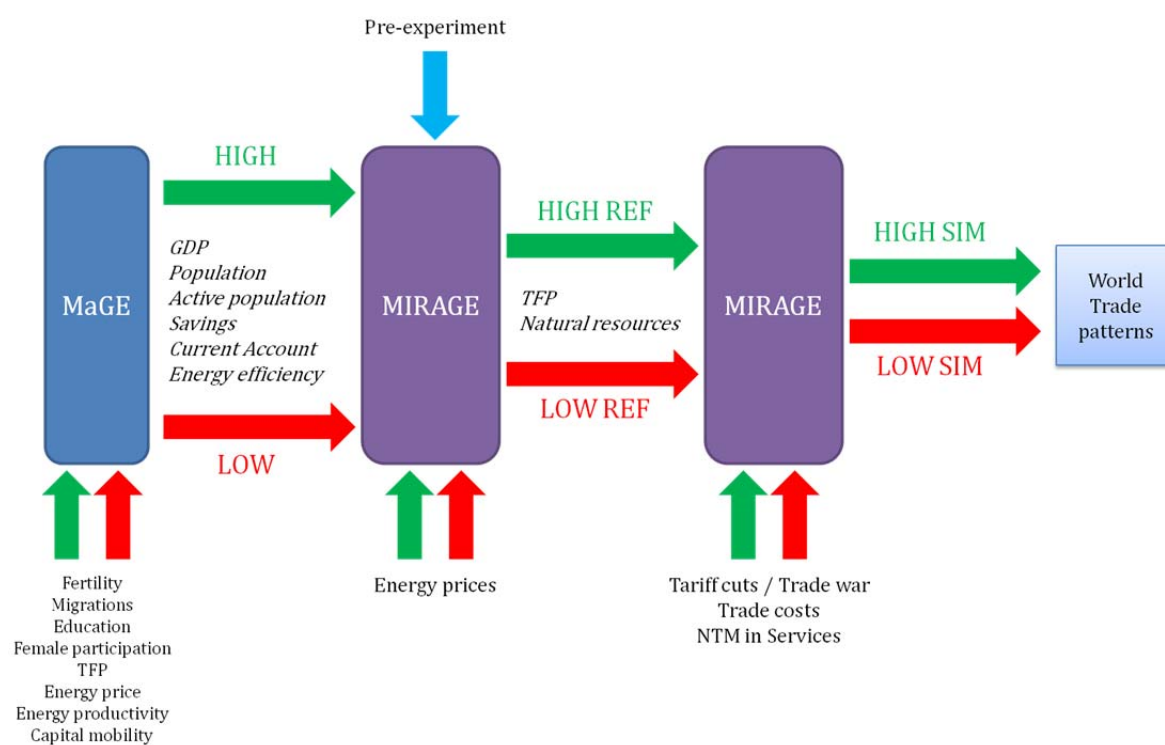 Pre-experiment
MaGE
HIGH
GDP
Population
Active population
Savings
Current Account
Energy efficiency
LOW
MIRAGE
HIGH REF
TFP
Natural resources
LOW REF
MIRAGE
HIGH SIM
LOW SIM
World
Trade
patterns
Fertility
Migrations
Education
Female participation
TFP
Energy price
Energy productivity
Capital mobility
Energy prices
Tariff cuts / Trade war
Trade costs
NTM in Services